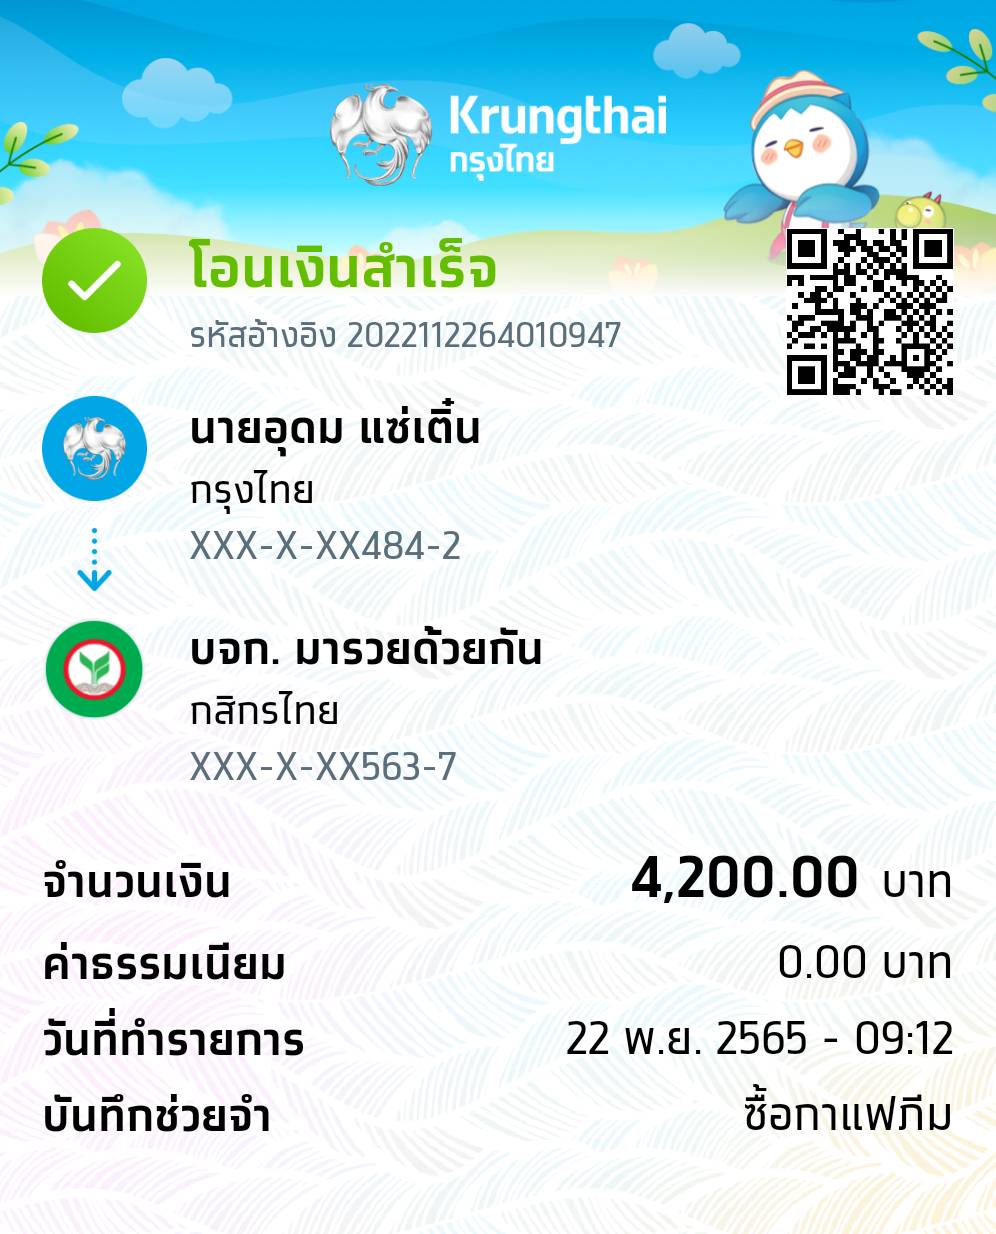 Krungthai
กรุงไทย
โอนเงินสำเร็จ
รหัสอ้างอิง 2022112264010947
นายอุดม แซ่เติ๋น
กรุงไทย
XXX-X-XX484-2
บจก. มารวยด้วยกัน
กสิกรไทย
XXX-X-XX563-7
จำนวนเงิน 4,200.00 บาท
ค่าธรรมเนียม 0.00 บาท
วันที่ทำรายการ 22 พ.ย. 2565 - 09:12
บันทึกช่วยจำ ซื้อกาแฟภีม